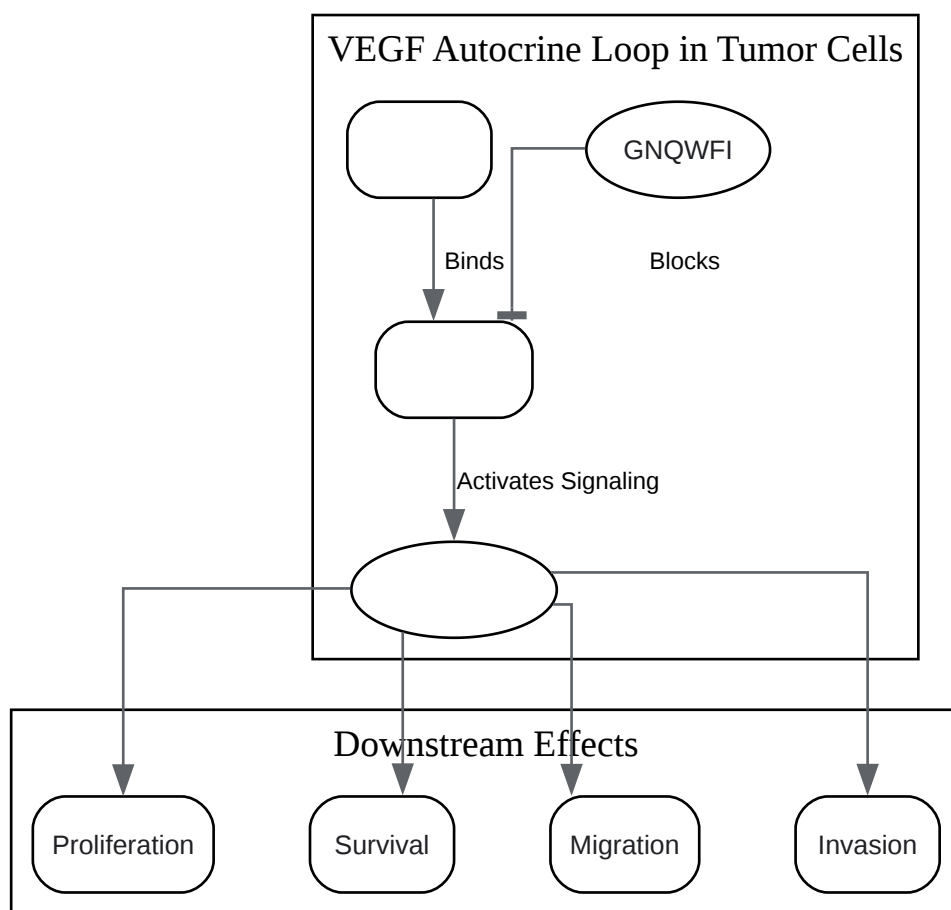 VEGF Autocrine Loop in Tumor Cells
GNQWFI
Binds
Blocks
Activates Signaling
Downstream Effects
Proliferation
Survival
Migration
Invasion